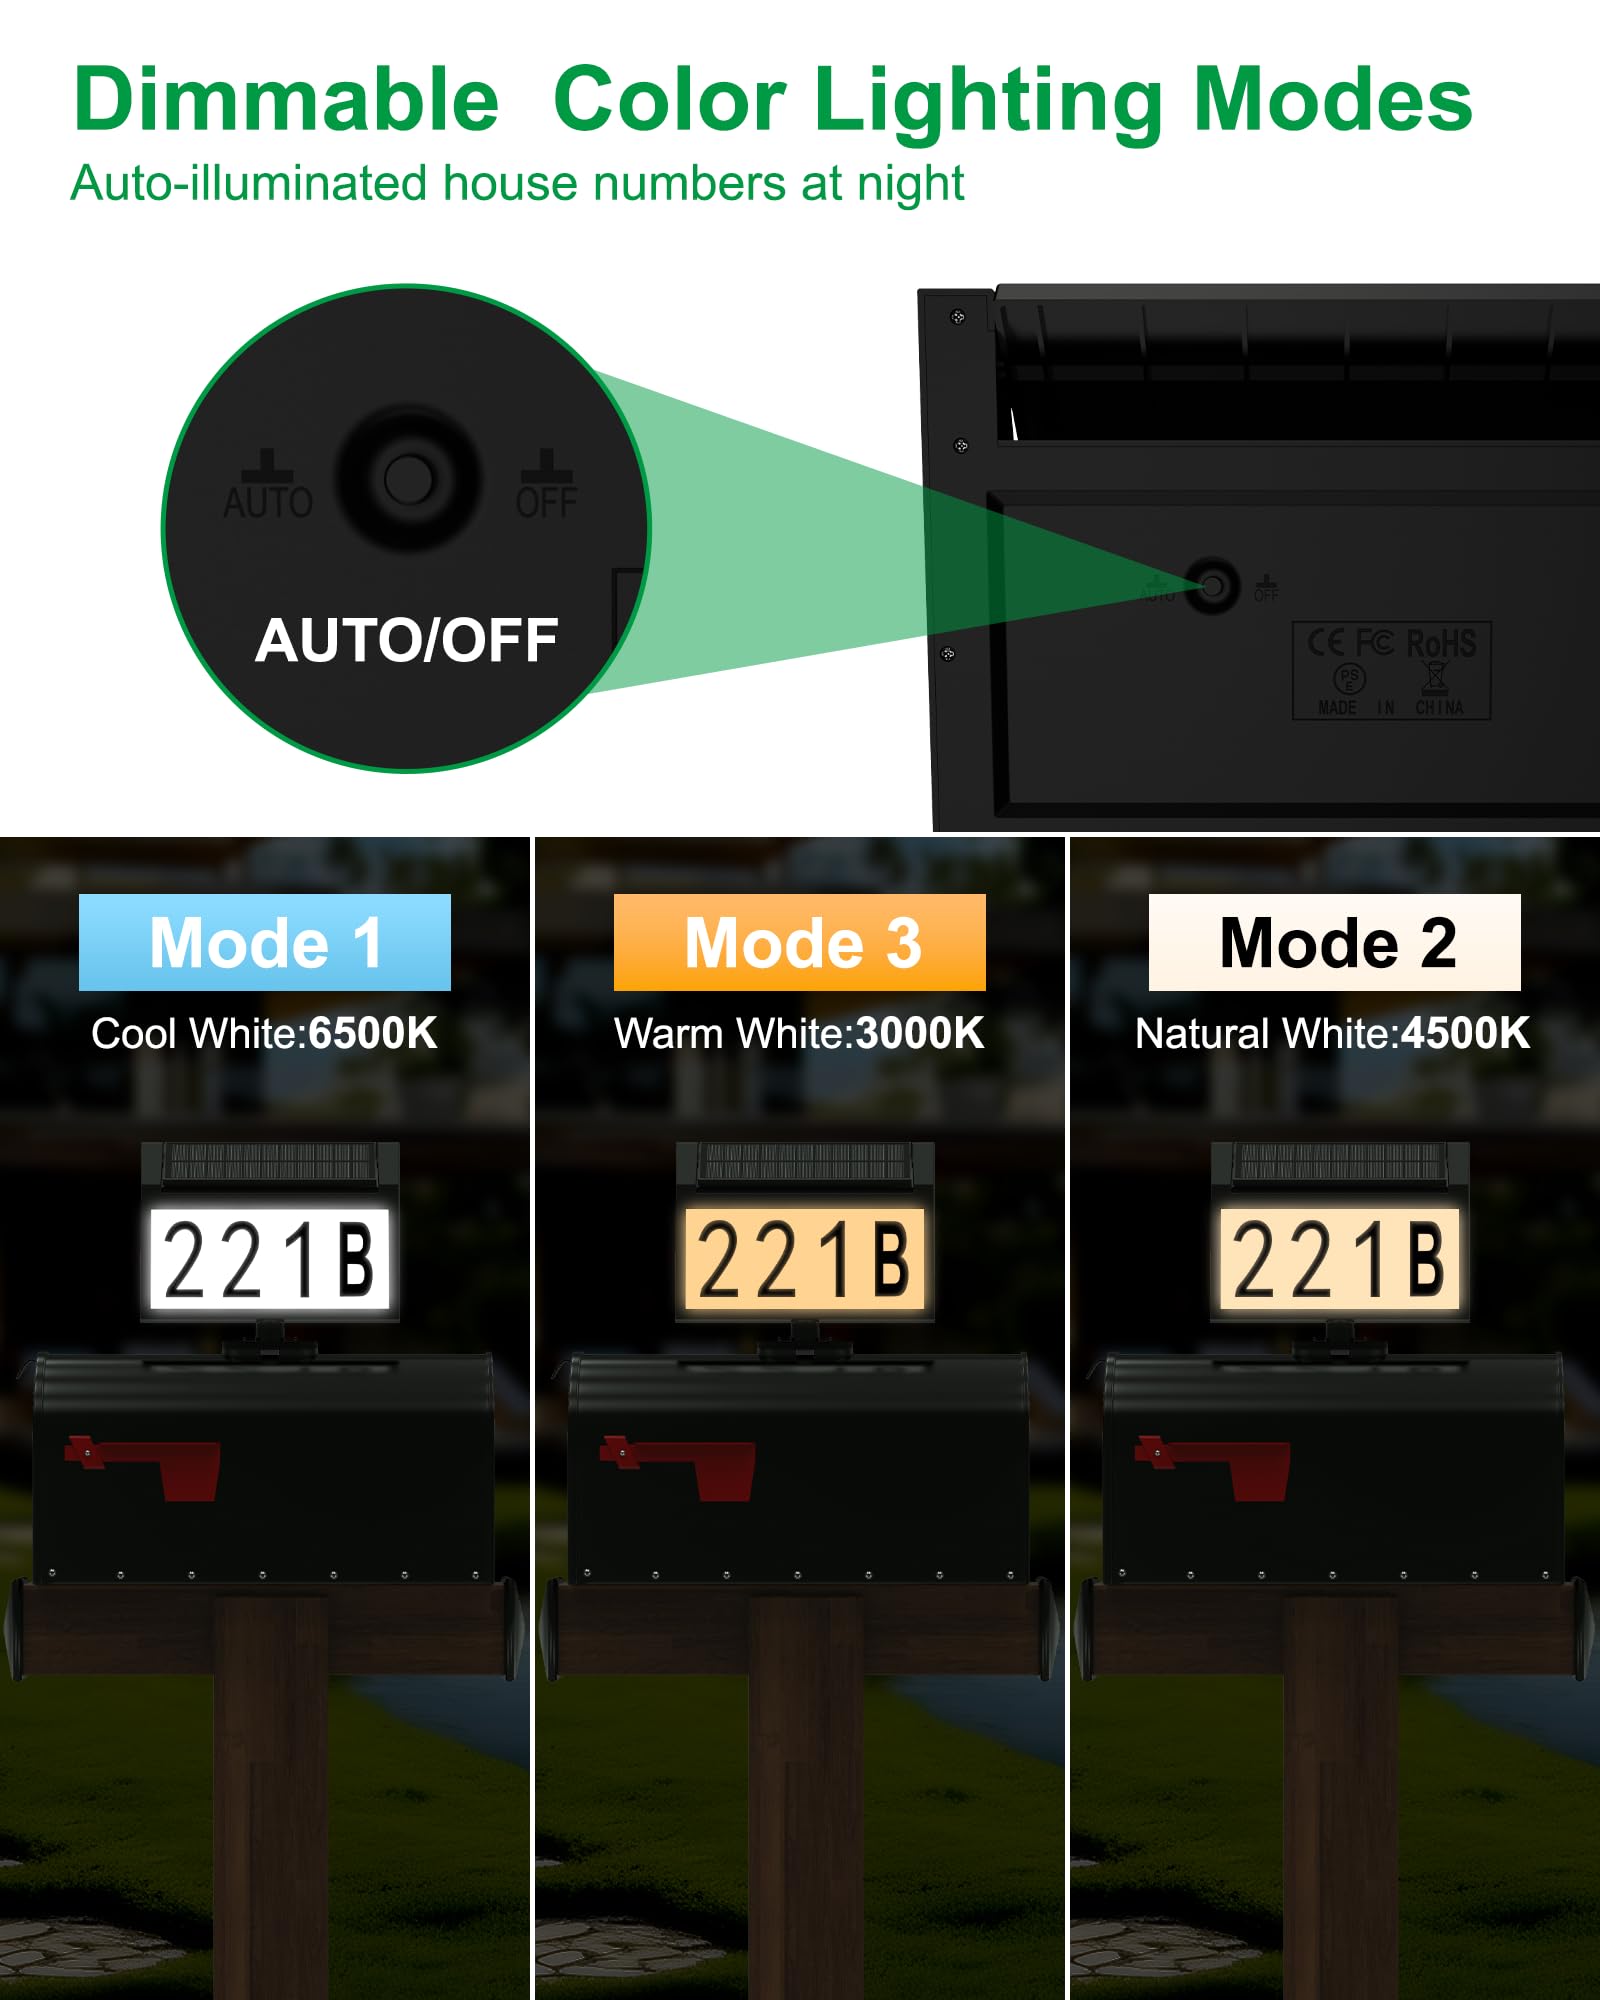 Dimmable Color Lighting Modes
Auto-illuminated house numbers at night
AUTO
OFF
AUTO/OFF
AUTO
OFF
CE FC RoHS
PS
E
MADE IN CHINA
Mode 1
Cool White:6500K
221B
Mode 3
Warm White:3000K
221B
Mode 2
Natural White:4500K
221B